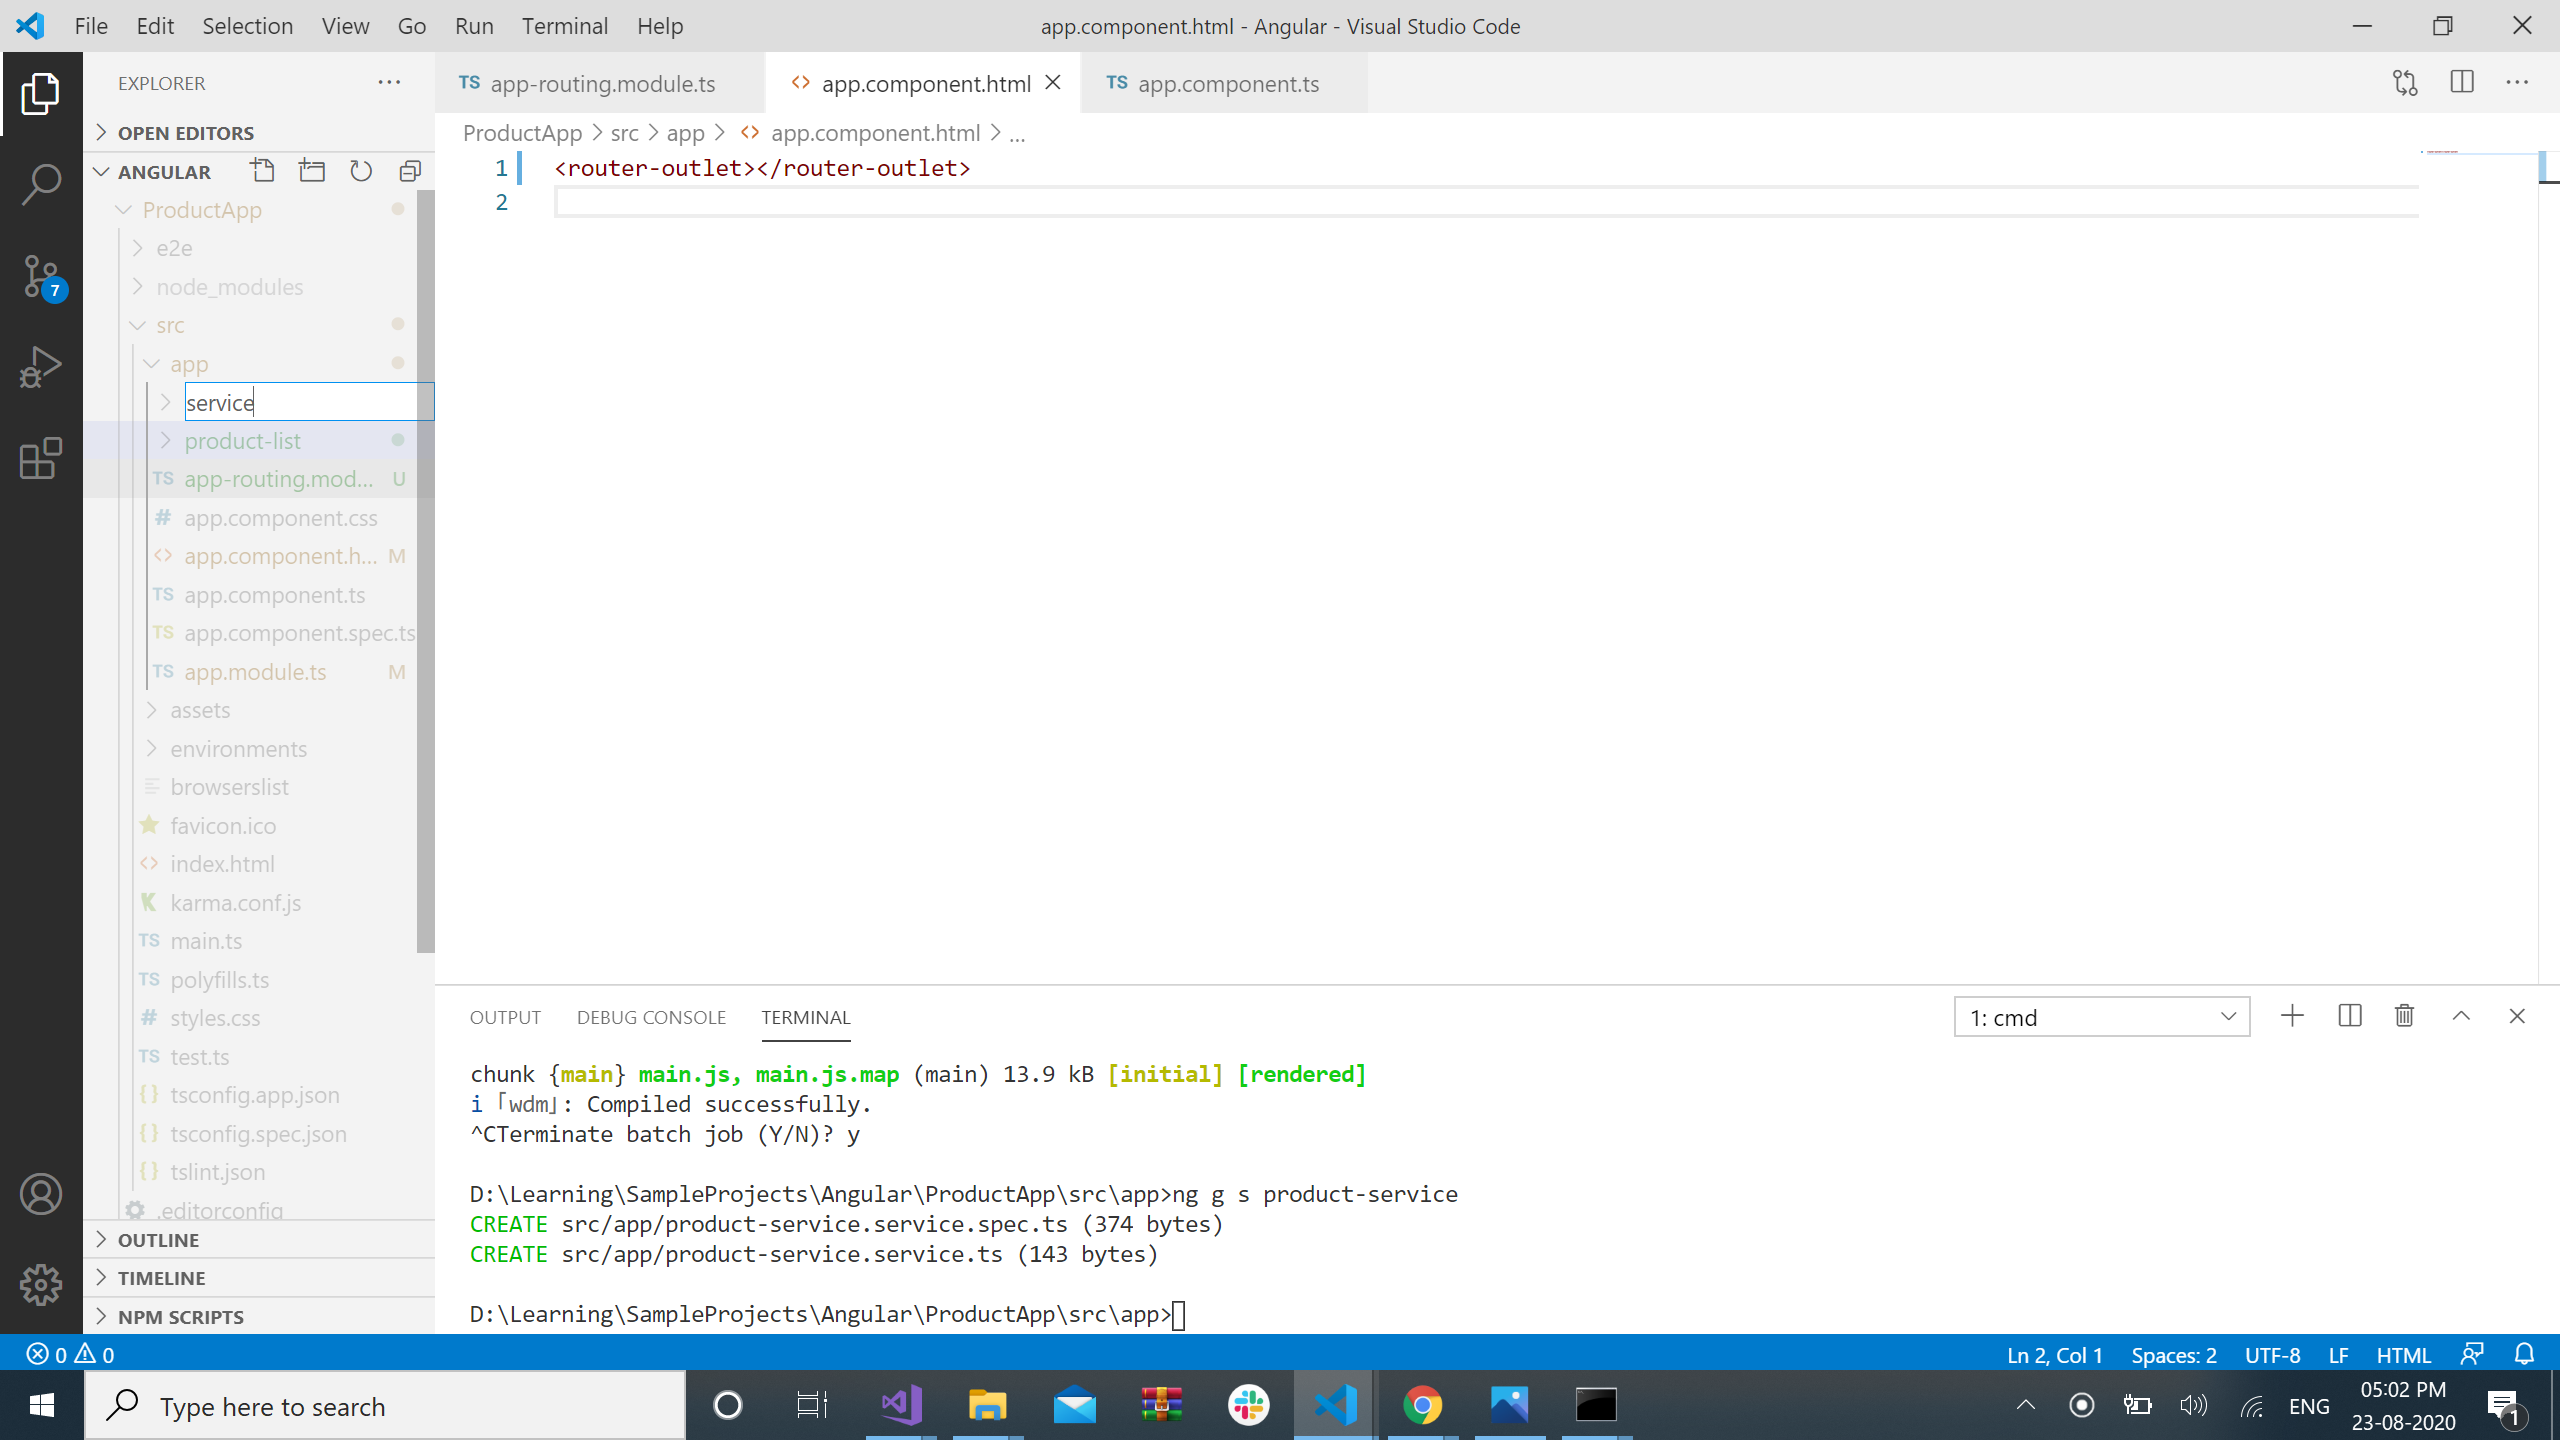 File Edit Selection View Go Run Terminal Help
app.component.html - Angular - Visual Studio Code
EXPLORER
OPEN EDITORS
ANGULAR
ProductApp
e2e
node_modules
src
app
service
product-list
TS app-routing.mod... U
# app.component.css
<> app.component.h... M
TS app.component.ts
TS app.component.spec.ts
TS app.module.ts M
assets
environments
browserslist
favicon.ico
<> index.html
K karma.conf.js
TS main.ts
TS polyfills.ts
# styles.css
TS test.ts
{} tsconfig.app.json
{} tsconfig.spec.json
{} tslint.json
.editorconfig
OUTLINE
TIMELINE
NPM SCRIPTS
7
TS app-routing.module.ts
<> app.component.html
TS app.component.ts
ProductApp > src > app > <> app.component.html > ...
1 <router-outlet></router-outlet>
2
OUTPUT DEBUG CONSOLE TERMINAL
1: cmd
chunk {main} main.js, main.js.map (main) 13.9 kB [initial] [rendered]
i ｢wdm｣: Compiled successfully.
^CTerminate batch job (Y/N)? y
D:\Learning\SampleProjects\Angular\ProductApp\src\app>ng g s product-service
CREATE src/app/product-service.service.spec.ts (374 bytes)
CREATE src/app/product-service.service.ts (143 bytes)
D:\Learning\SampleProjects\Angular\ProductApp\src\app>
0 0
Ln 2, Col 1 Spaces: 2 UTF-8 LF HTML
Type here to search
ENG
05:02 PM
23-08-2020
1